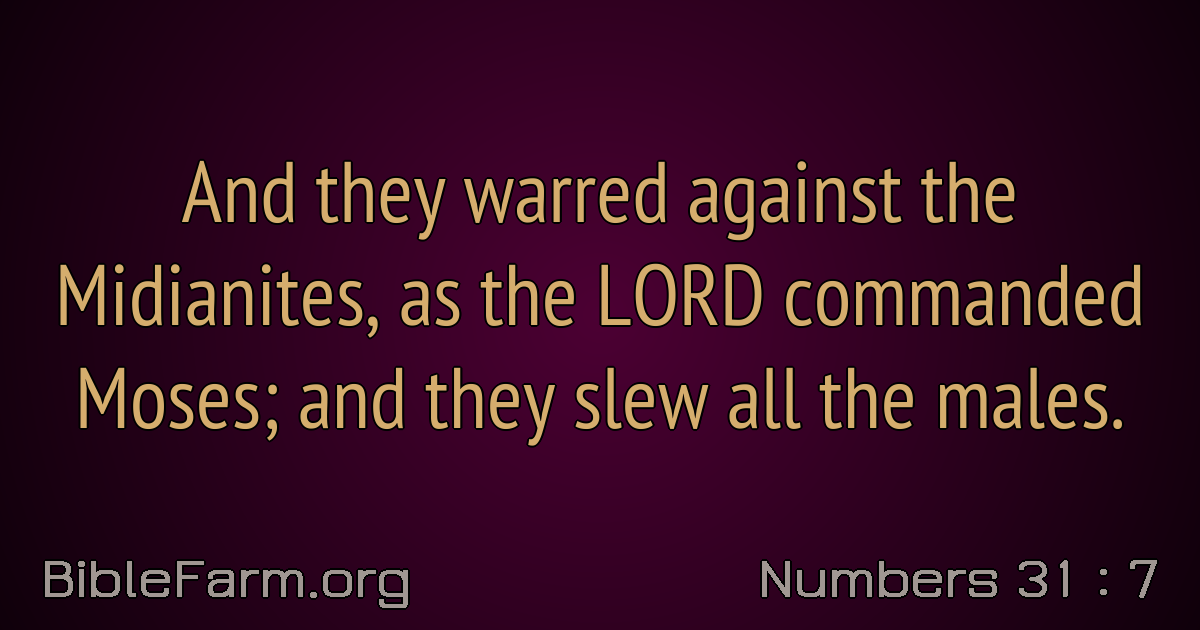 And they warred against the
Midianites, as the LORD commanded
Moses; and they slew all the males.
BibleFarm.org
Numbers 31 : 7